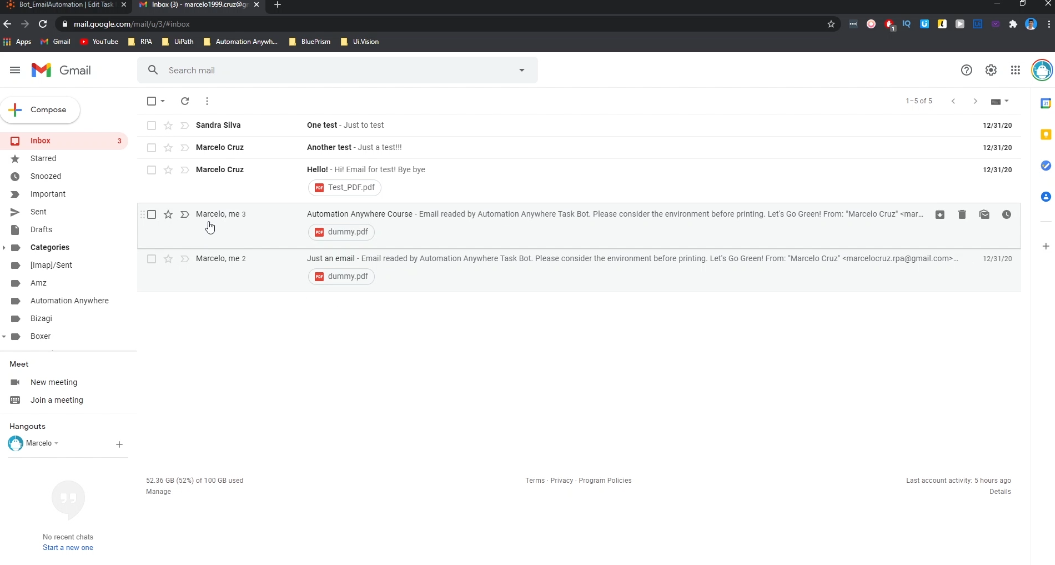 Bot_EmailAutomation | Edit Task
Inbox (3) - marcelo1999.cruz@g
mail.google.com/mail/u/3/#inbox
Apps
Gmail
YouTube
RPA
UiPath
Automation Anywh...
BluePrism
Ui.Vision
Gmail
Search mail
Compose
1–5 of 5
Inbox 3
Starred
Snoozed
Important
Sent
Drafts
Categories
[Imap]/Sent
Amz
Automation Anywhere
Bizagi
Boxer
Sandra Silva One test - Just to test 12/31/20
Marcelo Cruz Another test - Just a test!!! 12/31/20
Marcelo Cruz Hello! - Hi! Email for test! Bye bye 12/31/20
PDF Test_PDF.pdf
Marcelo, me 3 Automation Anywhere Course - Email readed by Automation Anywhere Task Bot. Please consider the environment before printing. Let's Go Green! From: "Marcelo Cruz" <mar...
PDF dummy.pdf
Marcelo, me 2 Just an email - Email readed by Automation Anywhere Task Bot. Please consider the environment before printing. Let's Go Green! From: "Marcelo Cruz" <marcelocruz.rpa@gmail.com>... 12/31/20
PDF dummy.pdf
Meet
New meeting
Join a meeting
Hangouts
Marcelo
No recent chats
Start a new one
52.36 GB (52%) of 100 GB used
Manage
Terms · Privacy · Program Policies
Last account activity: 5 hours ago
Details